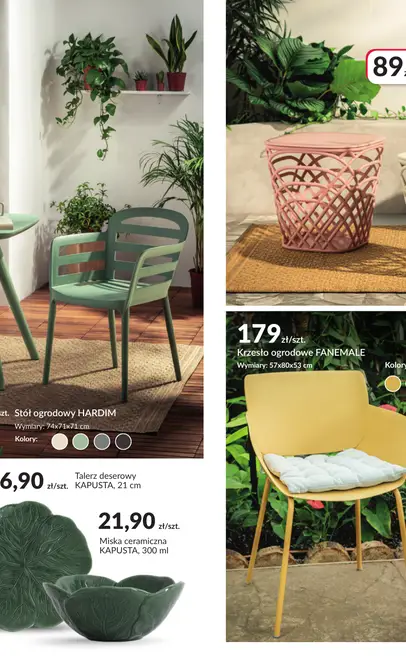 89
szt. Stół ogrodowy HARDIM
Wymiary: 74x71x71 cm
Kolory:
6,90 zł/szt.
Talerz deserowy
KAPUSTA, 21 cm
21,90 zł/szt.
Miska ceramiczna
KAPUSTA, 300 ml
179 zł/szt.
Krzesło ogrodowe FANEMALE
Wymiary: 57x80x53 cm
Kolory